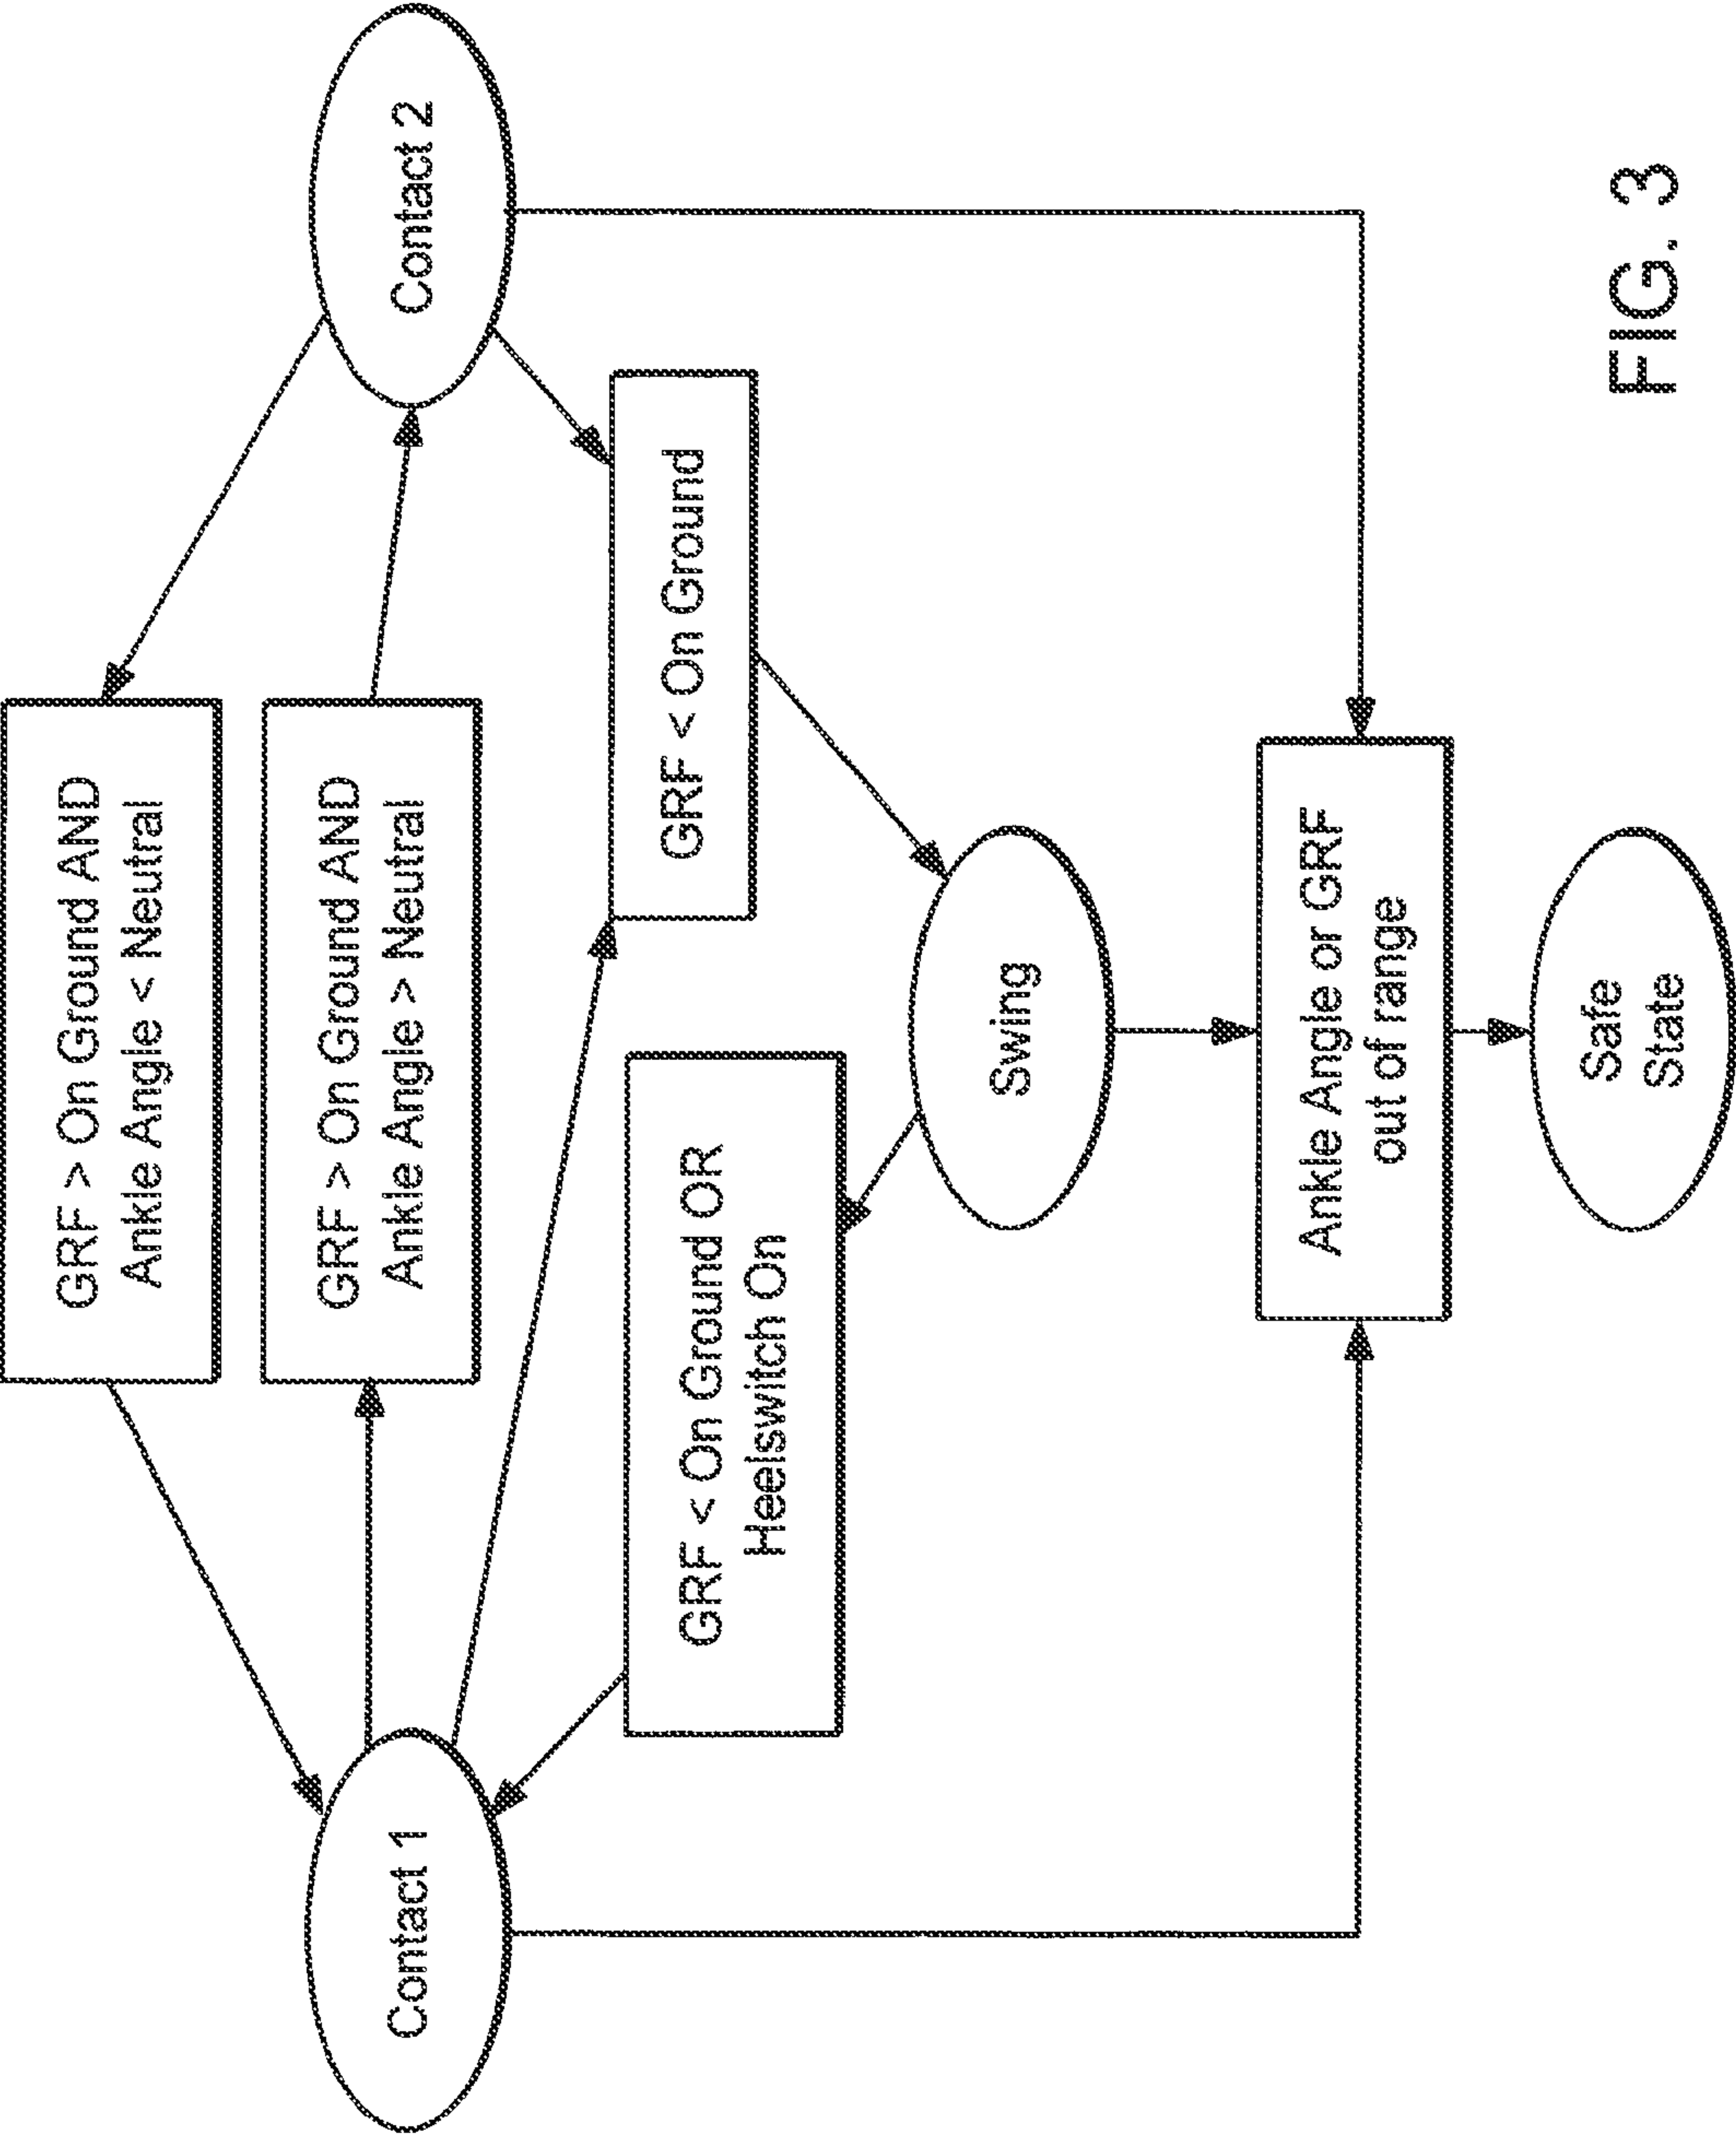 GRF > On Ground AND
Ankle Angle < Neutral
GRF > On Ground AND
Ankle Angle > Neutral
Contact 1
Contact 2
GRF < On Ground
GRF < On Ground OR
Heelswitch On
Swing
Ankle Angle or GRF
out of range
Safe
State
FIG. 3